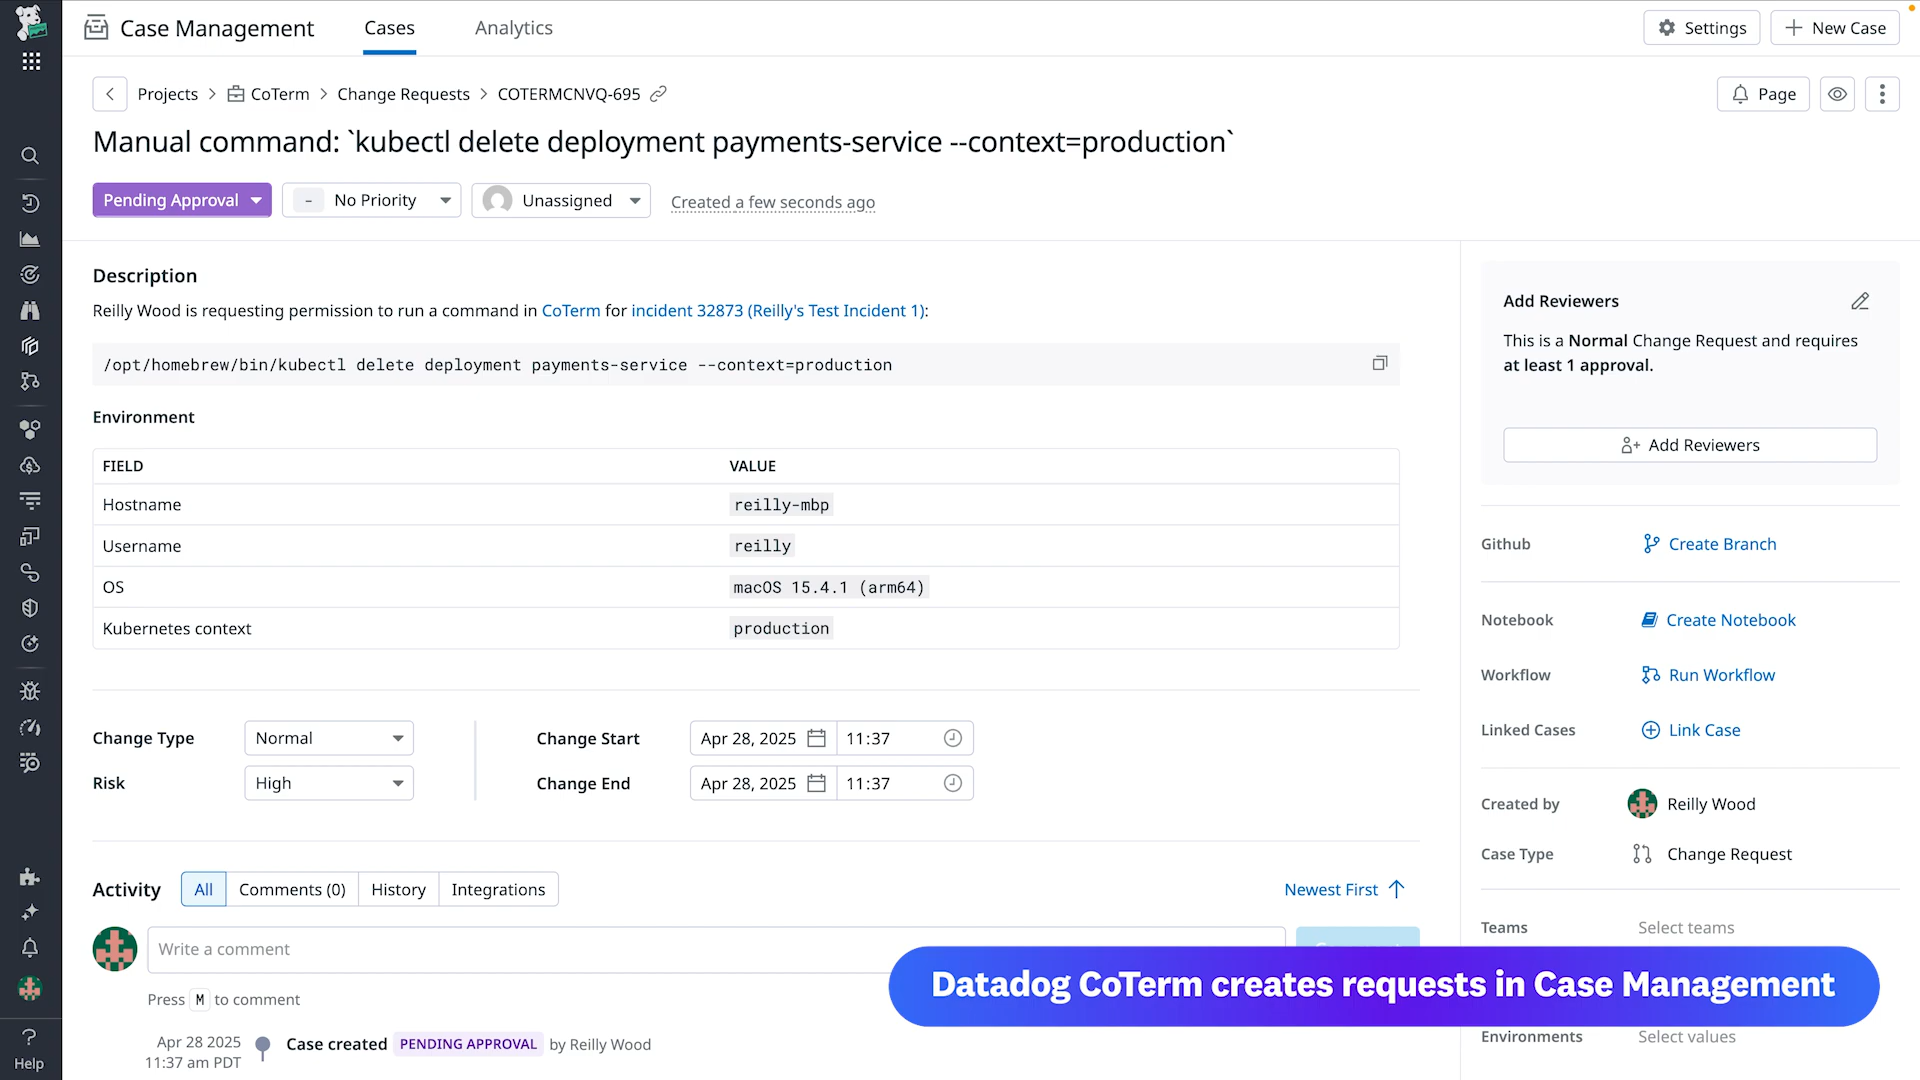 Case Management
Cases
Analytics
Settings
New Case
Projects > CoTerm > Change Requests > COTERMCNVQ-695
Page
Manual command: `kubectl delete deployment payments-service --context=production`
Pending Approval
- No Priority
Unassigned
Created a few seconds ago
Description
Reilly Wood is requesting permission to run a command in CoTerm for incident 32873 (Reilly's Test Incident 1):
/opt/homebrew/bin/kubectl delete deployment payments-service --context=production
Environment
FIELD VALUE
Hostname reilly-mbp
Username reilly
OS macOS 15.4.1 (arm64)
Kubernetes context production
Change Type Normal
Risk High
Change Start Apr 28, 2025 11:37
Change End Apr 28, 2025 11:37
Activity
All
Comments (0)
History
Integrations
Newest First
Write a comment
Press M to comment
Apr 28 2025
11:37 am PDT
Case created PENDING APPROVAL by Reilly Wood
Add Reviewers
This is a Normal Change Request and requires
at least 1 approval.
Add Reviewers
Github Create Branch
Notebook Create Notebook
Workflow Run Workflow
Linked Cases Link Case
Created by Reilly Wood
Case Type Change Request
Teams Select teams
Datadog CoTerm creates requests in Case Management
Environments Select values
? Help